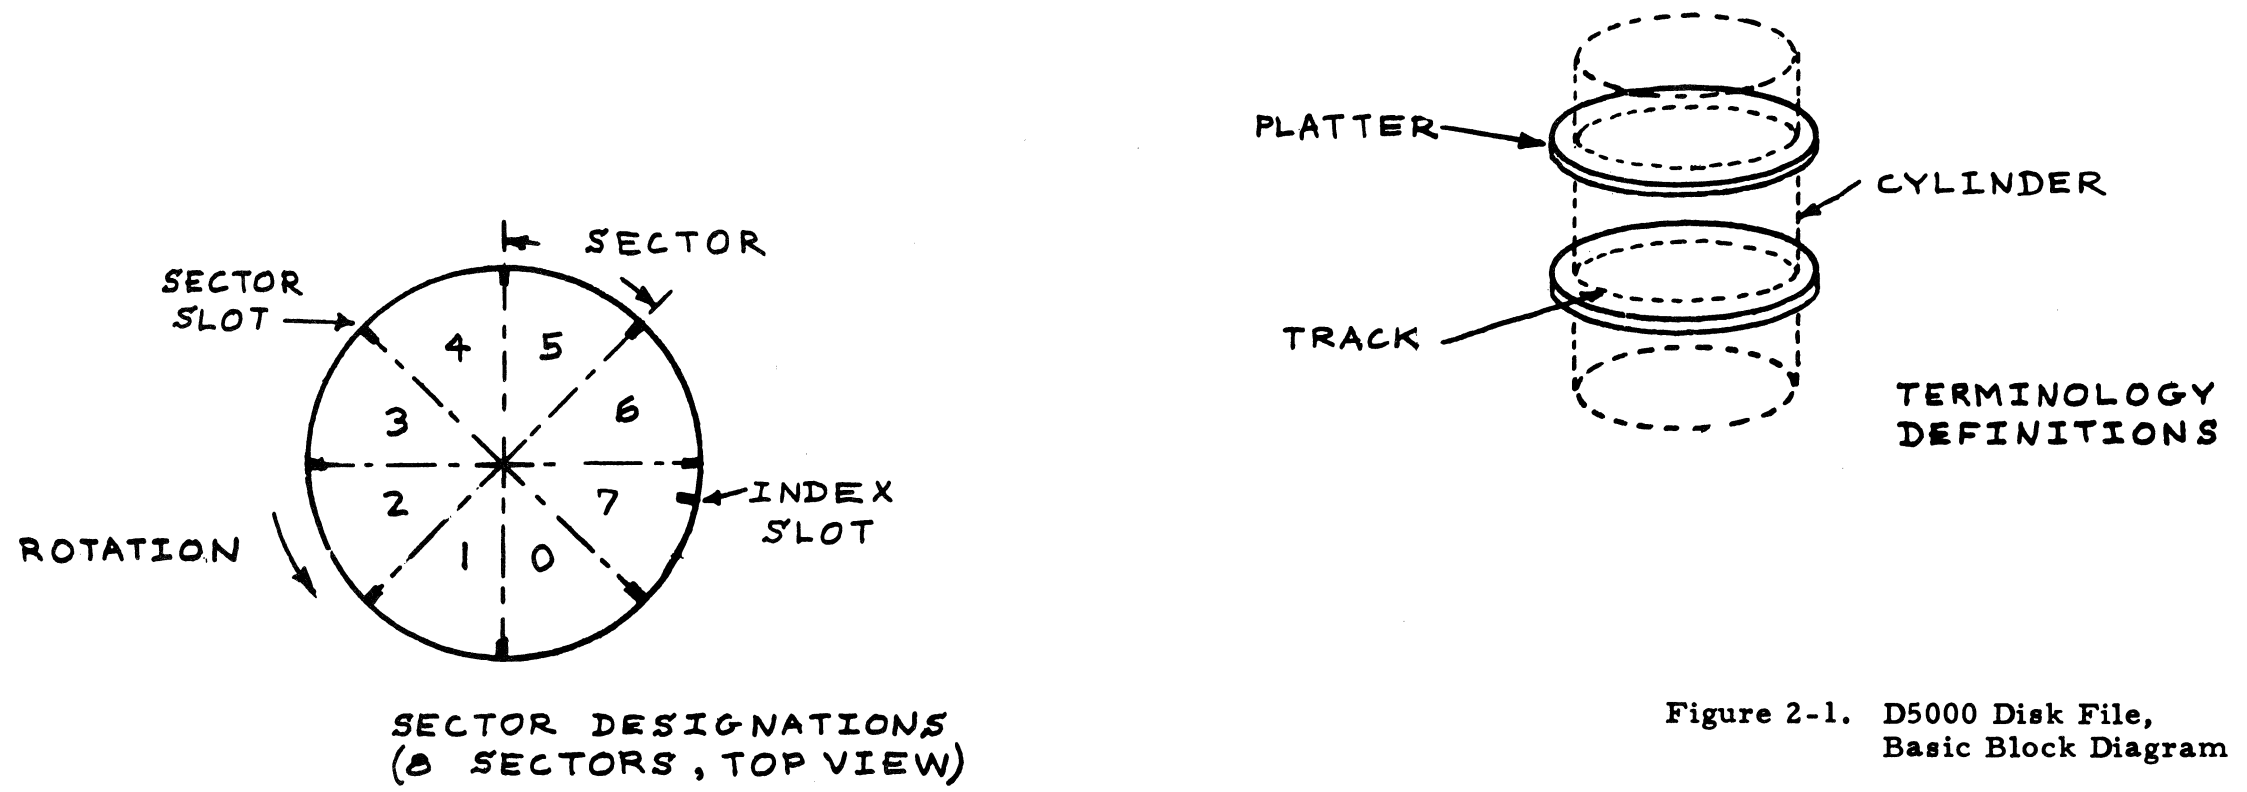 SECTOR
SECTOR
SLOT
4
5
3
6
2
7
1
0
INDEX
SLOT
ROTATION
SECTOR DESIGNATIONS
(8 SECTORS, TOP VIEW)
PLATTER
CYLINDER
TRACK
TERMINOLOGY
DEFINITIONS
Figure 2-1. D5000 Disk File,
Basic Block Diagram